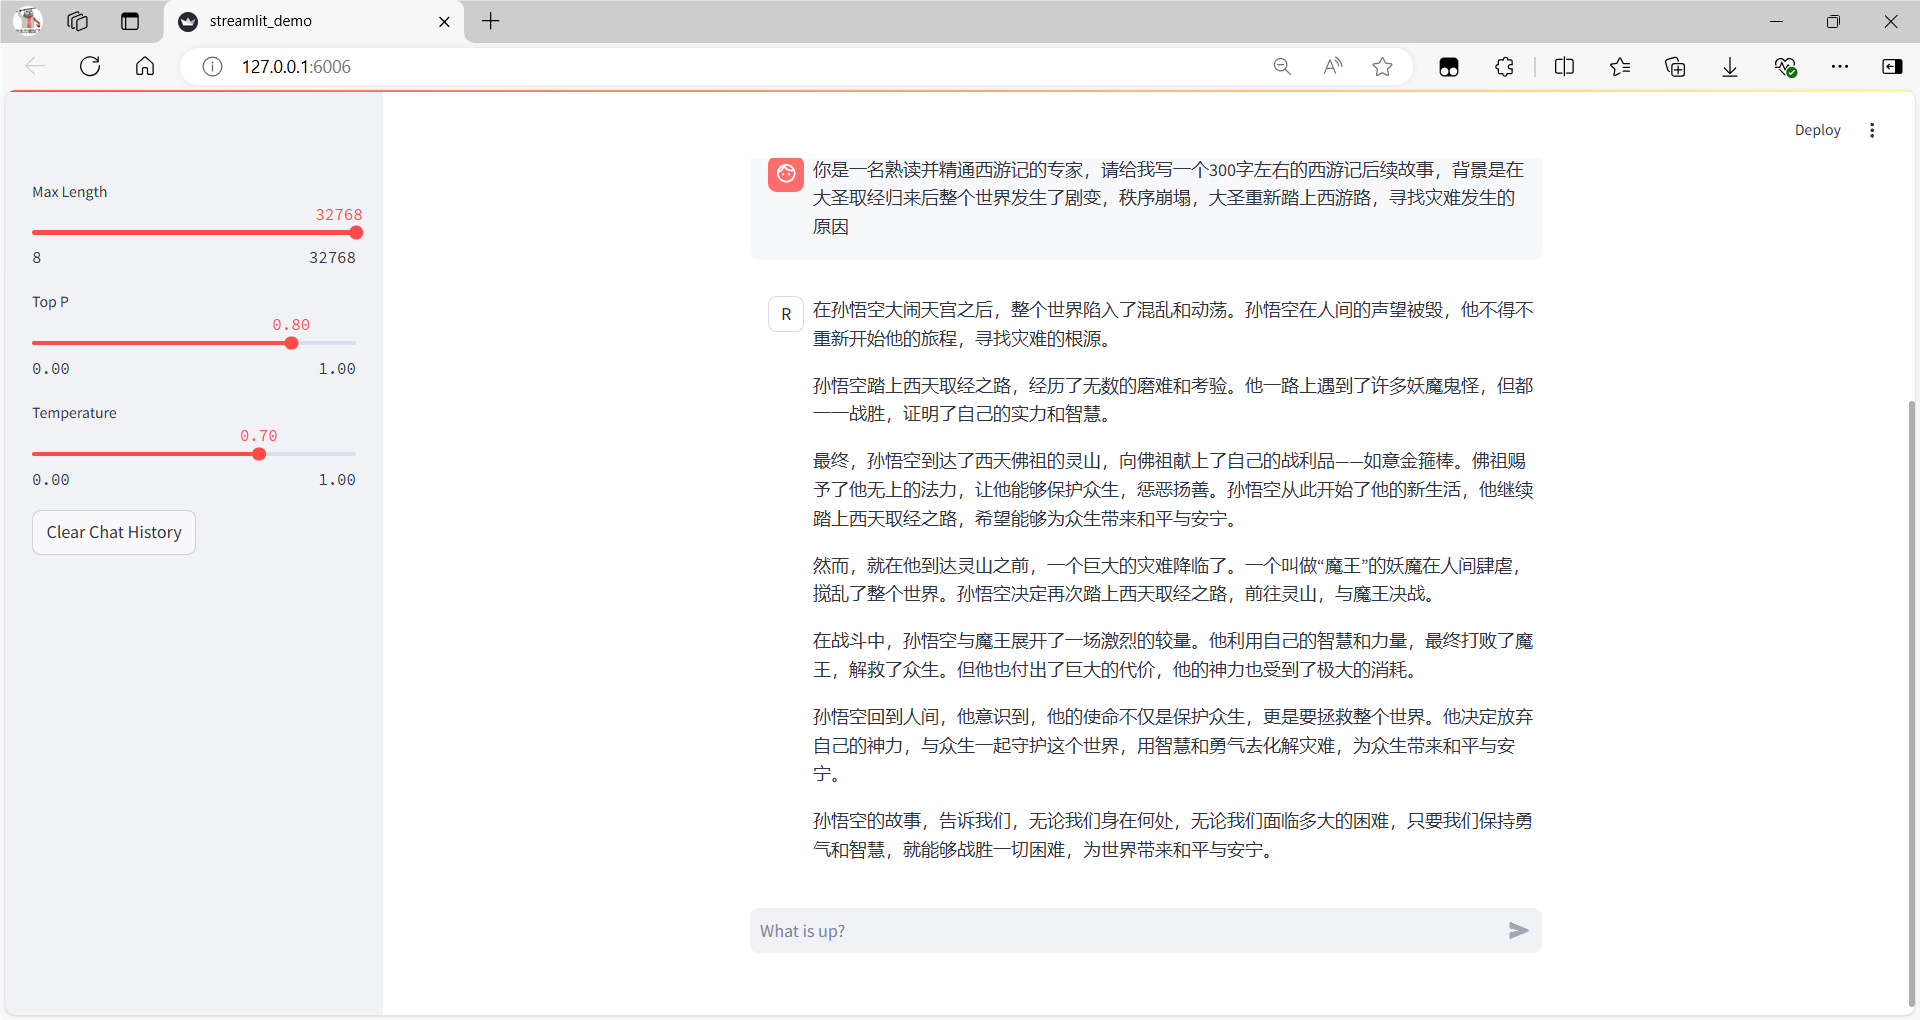 streamlit_demo
127.0.0.1:6006
Deploy
Max Length
32768
8
32768
Top P
0.80
0.00
1.00
Temperature
0.70
0.00
1.00
Clear Chat History
你是一名熟读并精通西游记的专家，请给我写一个300字左右的西游记后续故事，背景是在
大圣取经归来后整个世界发生了剧变，秩序崩塌，大圣重新踏上西游路，寻找灾难发生的
原因
R
在孙悟空大闹天宫之后，整个世界陷入了混乱和动荡。孙悟空在人间的声望被毁，他不得不
重新开始他的旅程，寻找灾难的根源。
孙悟空踏上西天取经之路，经历了无数的磨难和考验。他一路上遇到了许多妖魔鬼怪，但都
一一战胜，证明了自己的实力和智慧。
最终，孙悟空到达了西天佛祖的灵山，向佛祖献上了自己的战利品——如意金箍棒。佛祖赐
予了他无上的法力，让他能够保护众生，惩恶扬善。孙悟空从此开始了他的新生活，他继续
踏上西天取经之路，希望能够为众生带来和平与安宁。
然而，就在他到达灵山之前，一个巨大的灾难降临了。一个叫做“魔王”的妖魔在人间肆虐，
搅乱了整个世界。孙悟空决定再次踏上西天取经之路，前往灵山，与魔王决战。
在战斗中，孙悟空与魔王展开了一场激烈的较量。他利用自己的智慧和力量，最终打败了魔
王，解救了众生。但他也付出了巨大的代价，他的神力也受到了极大的消耗。
孙悟空回到人间，他意识到，他的使命不仅是保护众生，更是要拯救整个世界。他决定放弃
自己的神力，与众生一起守护这个世界，用智慧和勇气去化解灾难，为众生带来和平与安
宁。
孙悟空的故事，告诉我们，无论我们身在何处，无论我们面临多大的困难，只要我们保持勇
气和智慧，就能够战胜一切困难，为世界带来和平与安宁。
What is up?